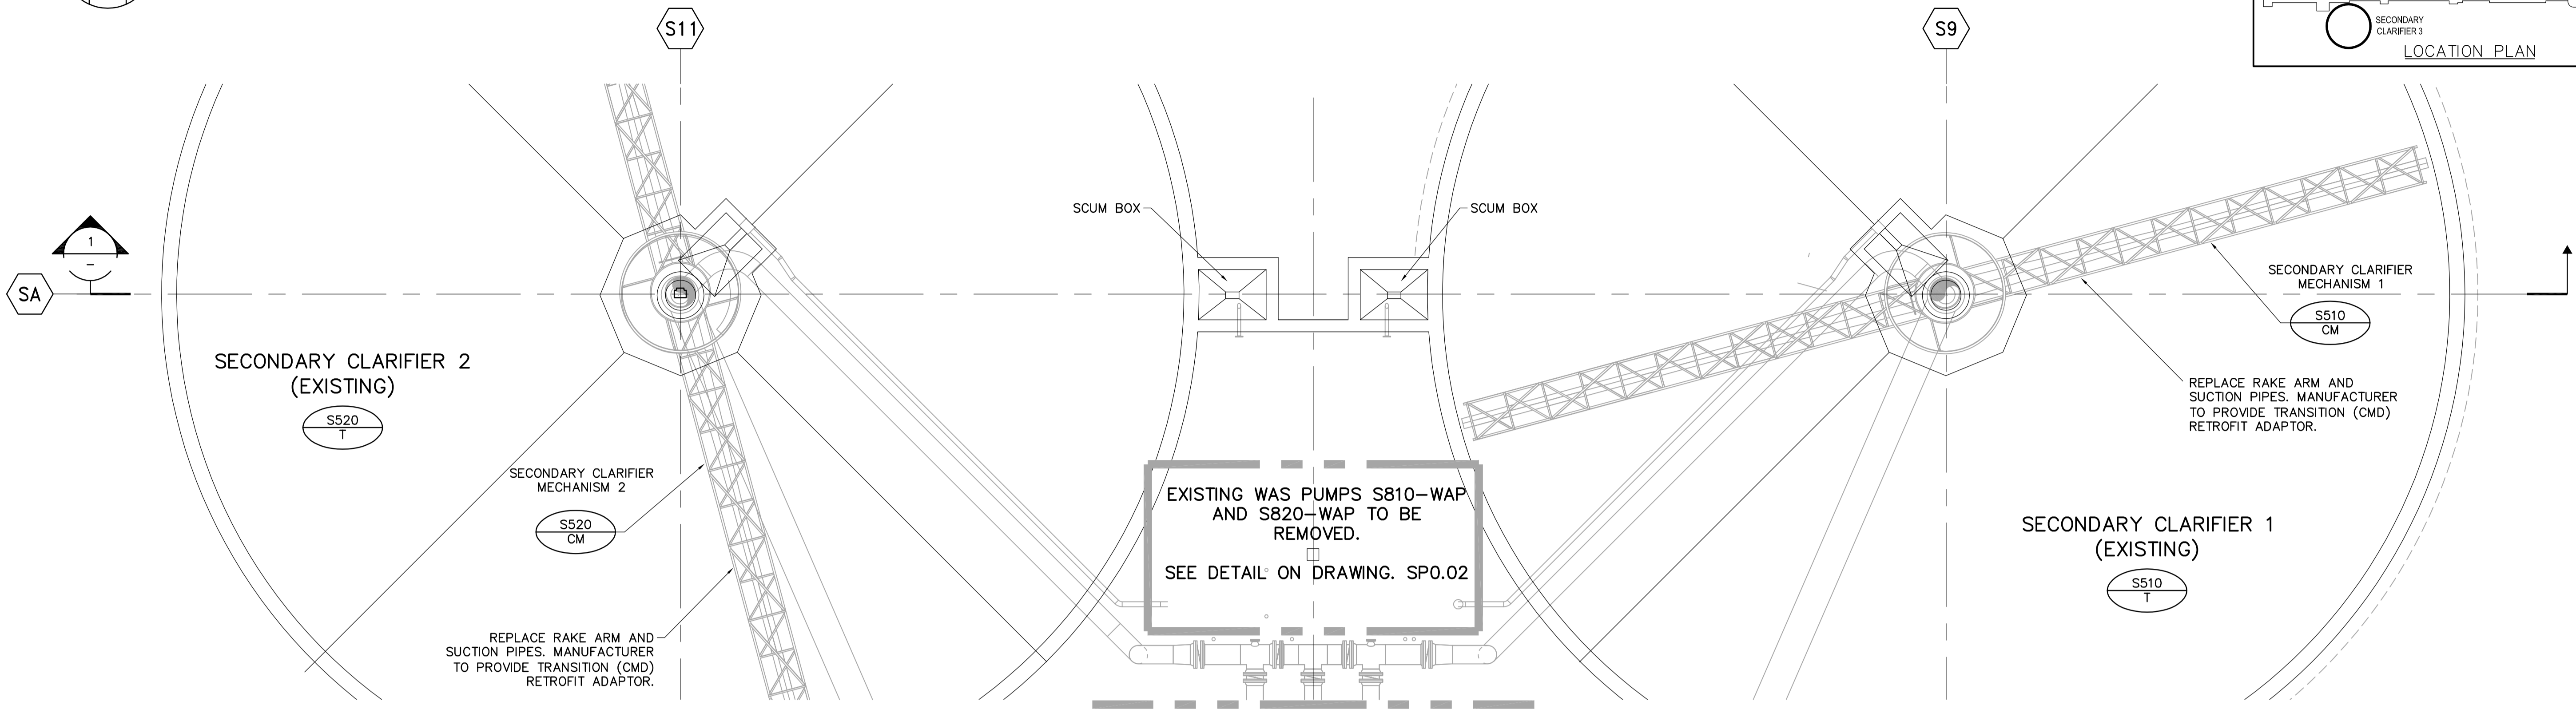 S11
S9
SECONDARY
CLARIFIER 3
LOCATION PLAN
SCUM BOX
SCUM BOX
1
–
SA
SECONDARY CLARIFIER
MECHANISM 1
S510
CM
SECONDARY CLARIFIER 2
(EXISTING)
S520
T
REPLACE RAKE ARM AND
SUCTION PIPES. MANUFACTURER
TO PROVIDE TRANSITION (CMD)
RETROFIT ADAPTOR.
SECONDARY CLARIFIER
MECHANISM 2
S520
CM
EXISTING WAS PUMPS S810–WAP
AND S820–WAP TO BE
REMOVED.
SEE DETAIL ON DRAWING. SP0.02
SECONDARY CLARIFIER 1
(EXISTING)
S510
T
REPLACE RAKE ARM AND
SUCTION PIPES. MANUFACTURER
TO PROVIDE TRANSITION (CMD)
RETROFIT ADAPTOR.